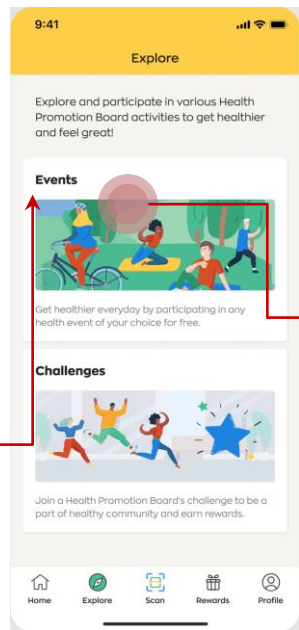 9:41
Explore
Explore and participate in various Health
Promotion Board activities to get healthier
and feel great!
Events
Get healthier everyday by participating in any
health event of your choice for free.
Challenges
Join a Health Promotion Board's challenge to be a
part of healthy community and earn rewards.
Home Explore Scan Rewards Profile